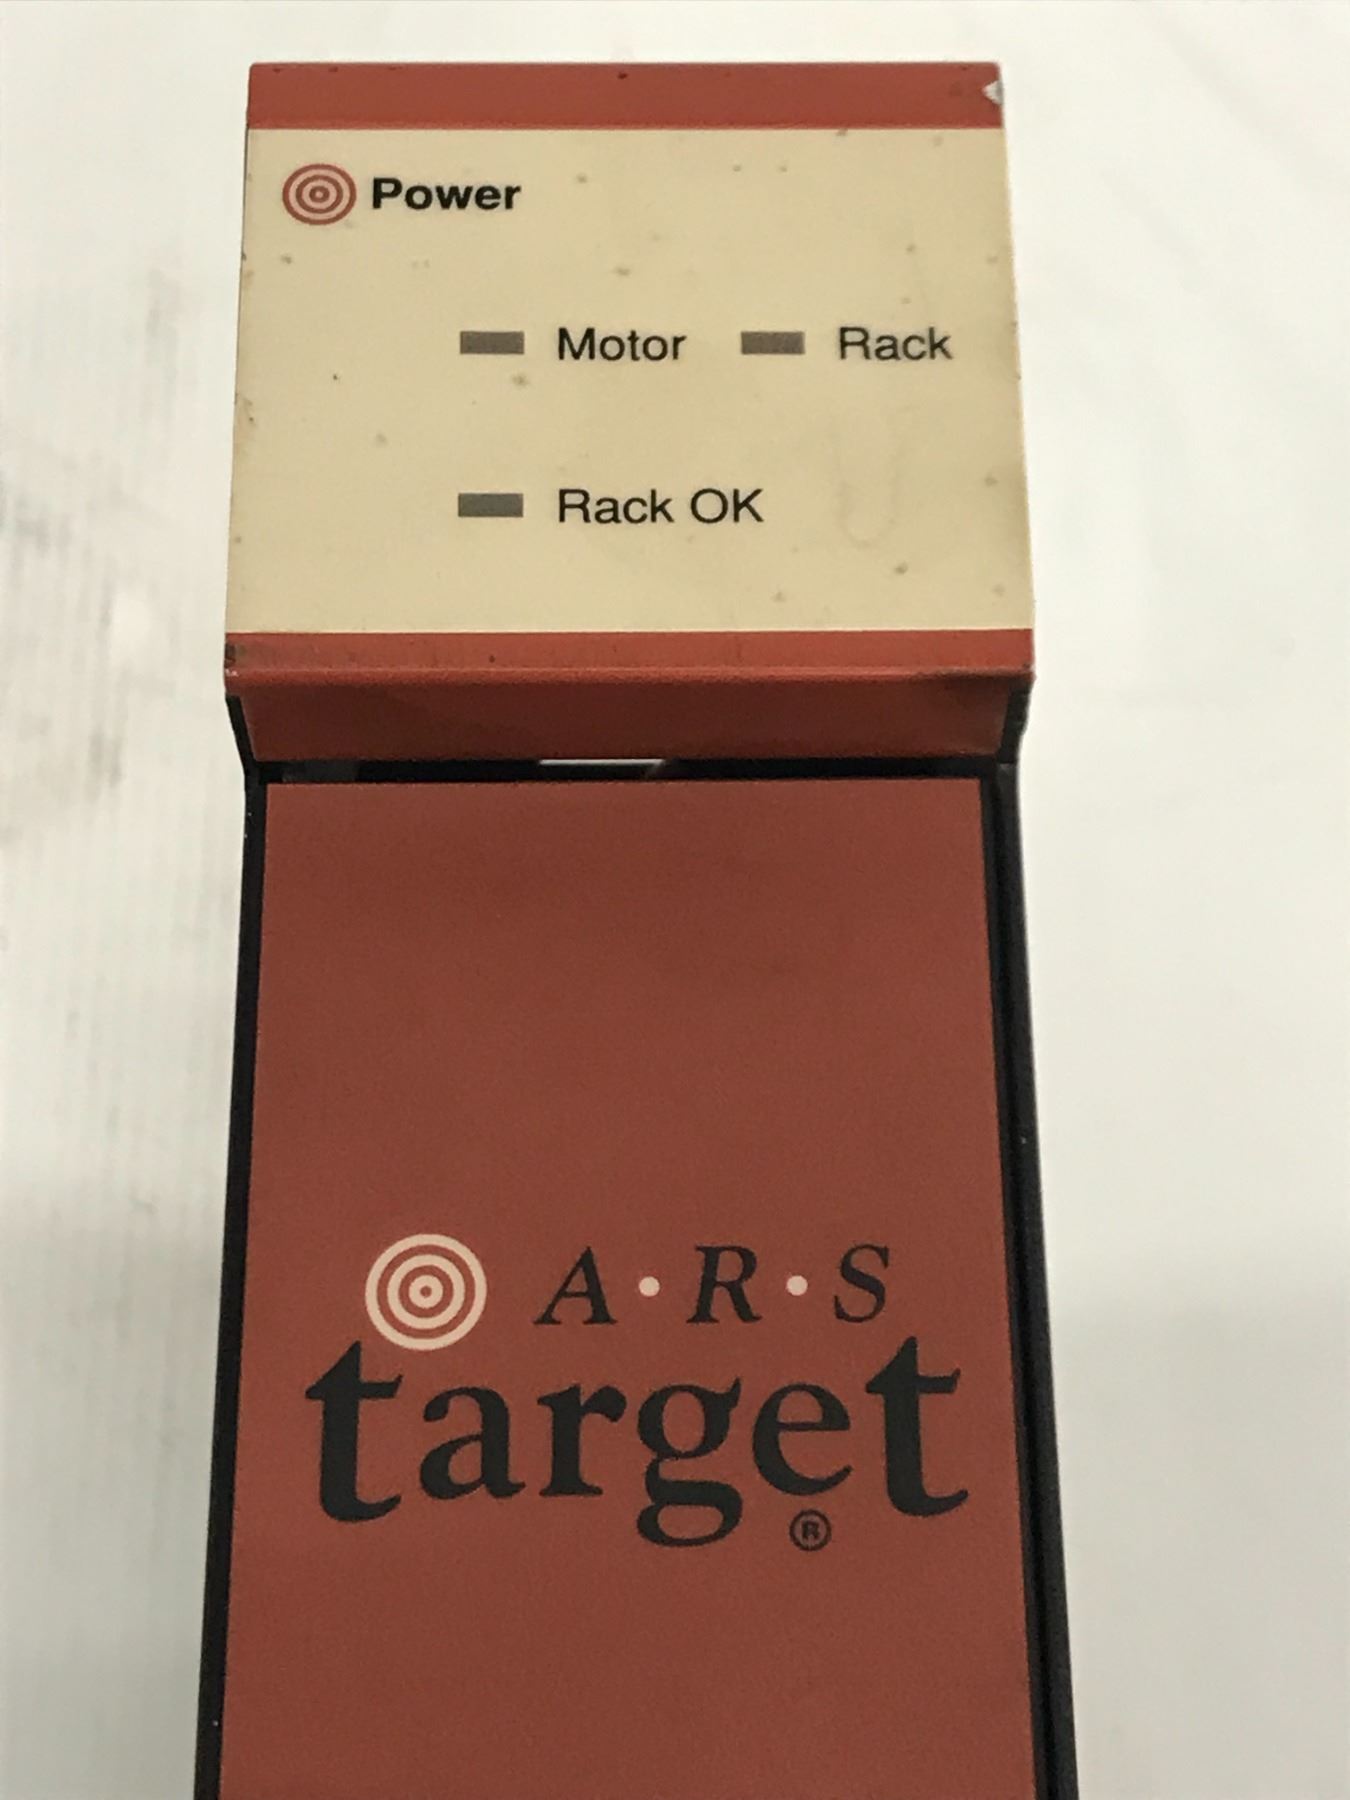 Power
Motor Rack
Rack OK
A·R·S
target®